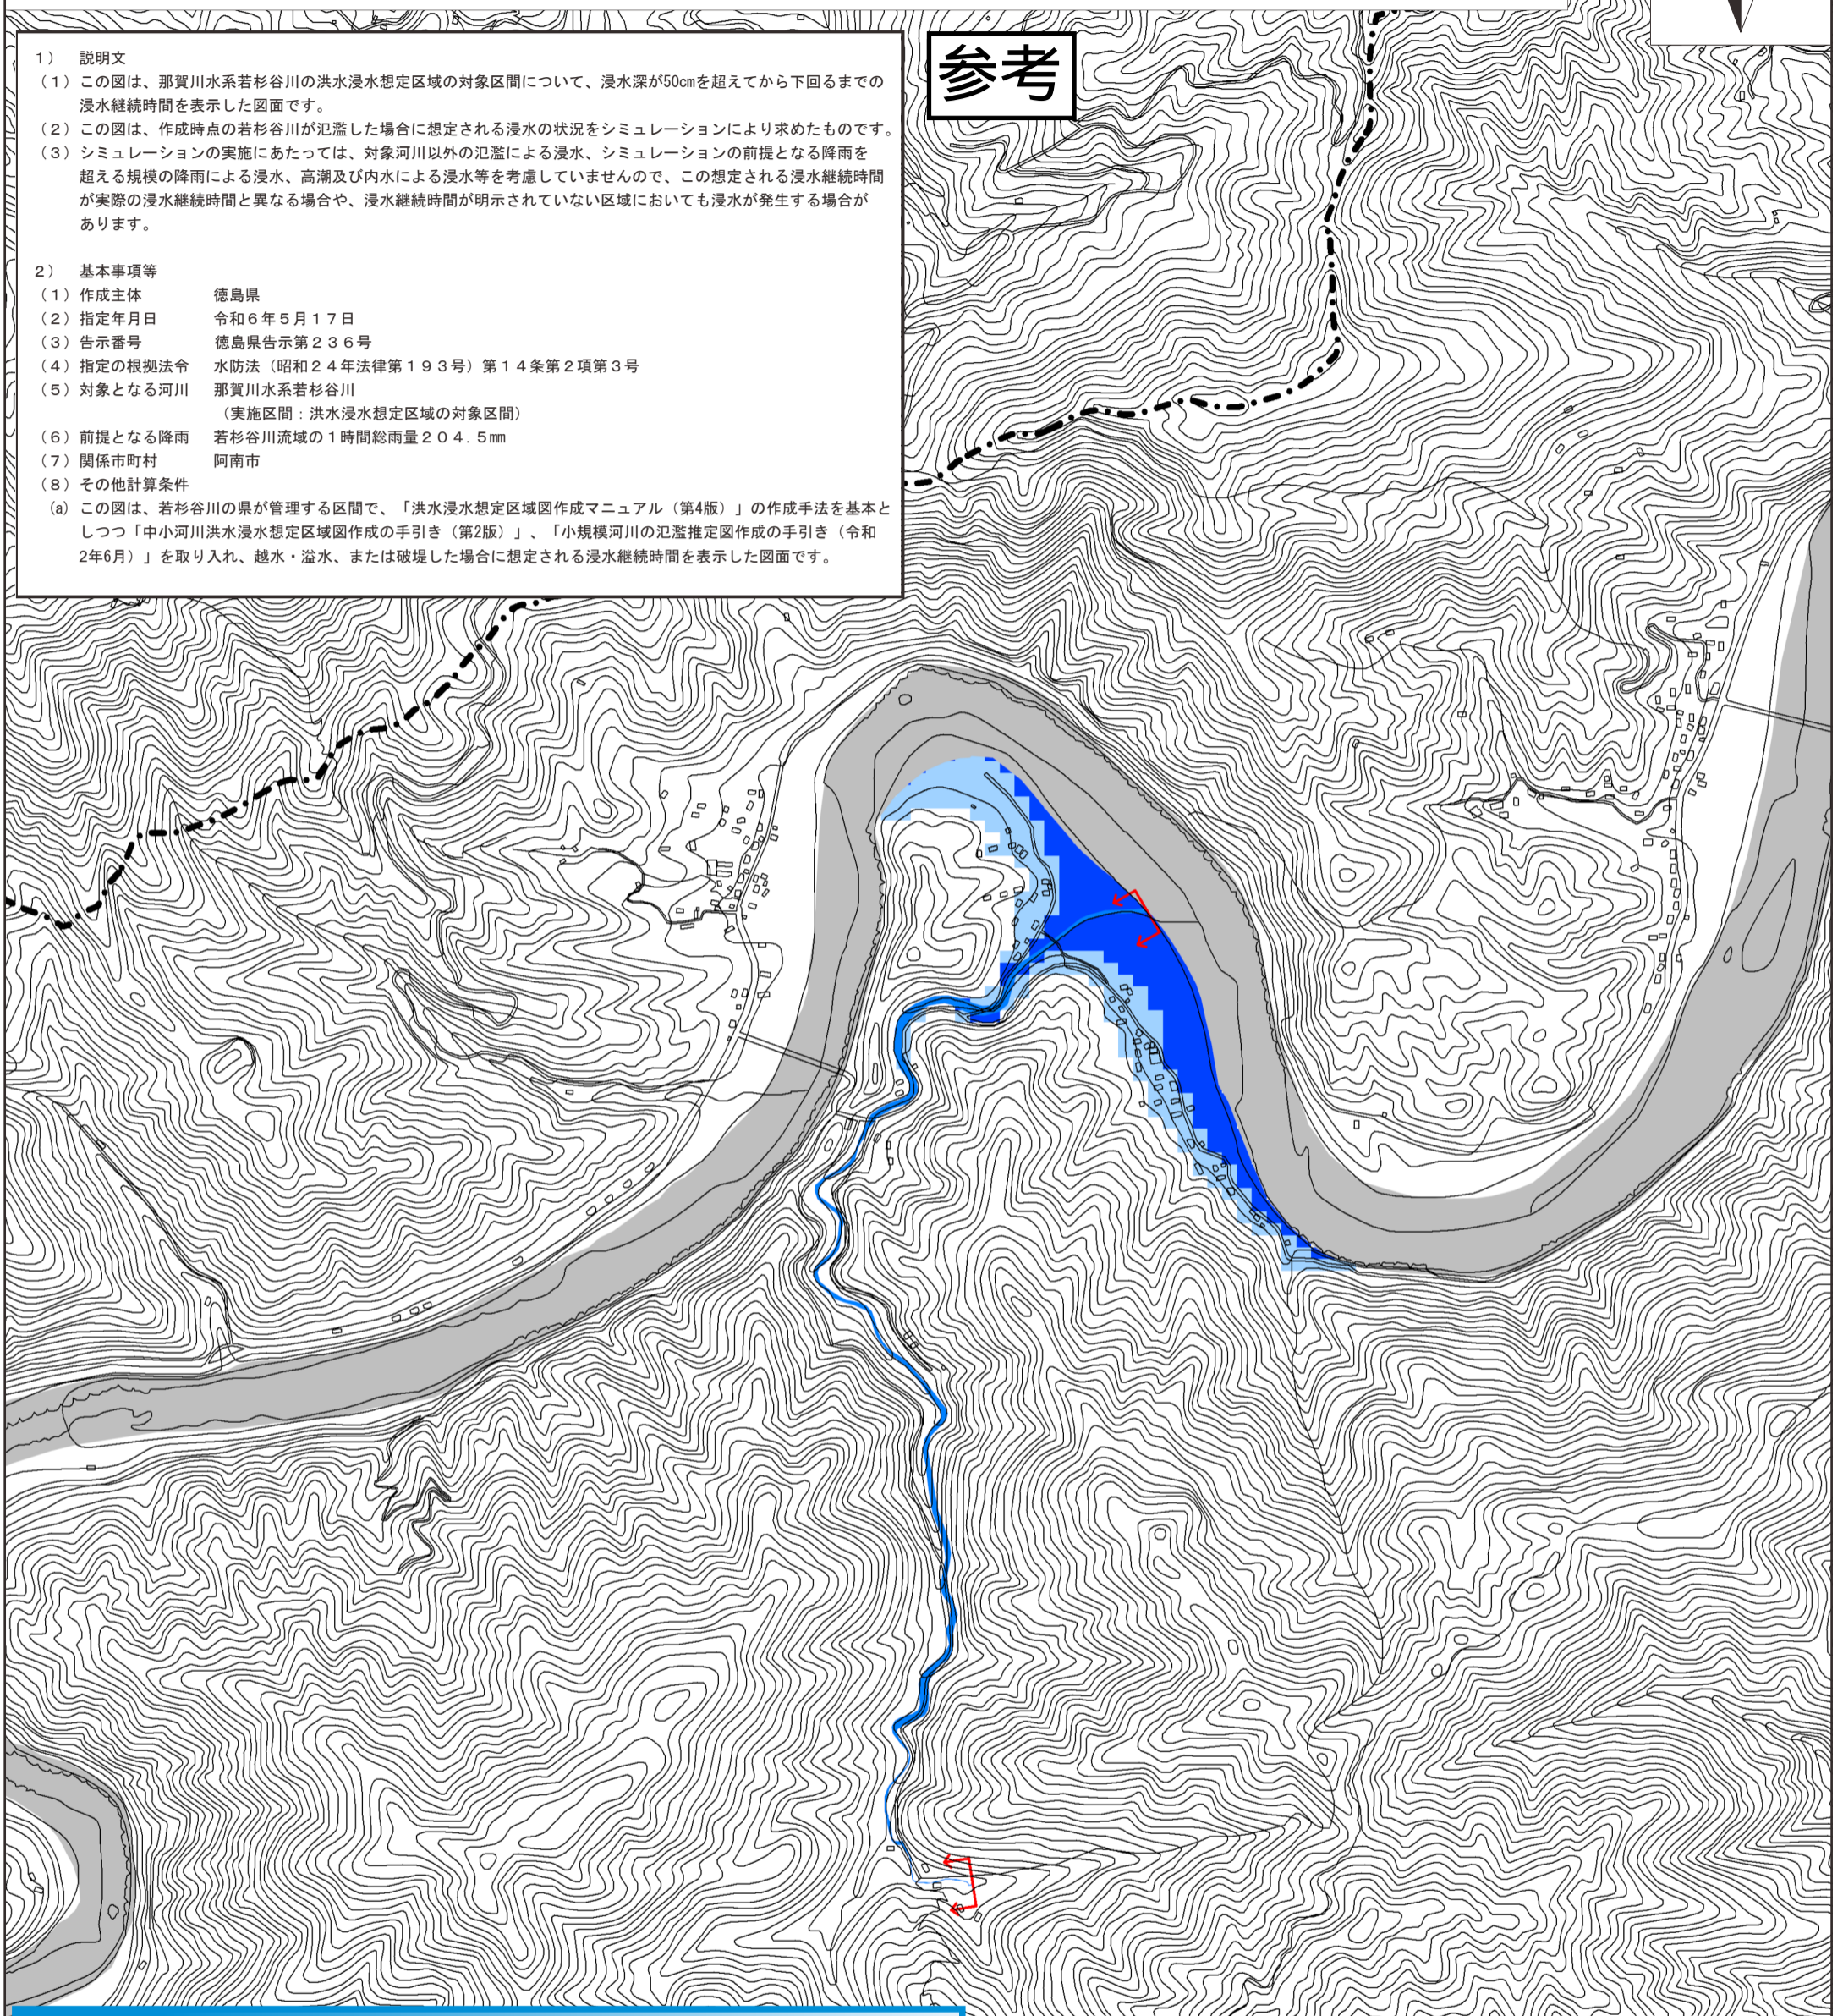 参考
1） 説明文
（1）この図は、那賀川水系若杉谷川の洪水浸水想定区域の対象区間について、浸水深が50cmを超えてから下回るまでの
浸水継続時間を表示した図面です。
（2）この図は、作成時点の若杉谷川が氾濫した場合に想定される浸水の状況をシミュレーションにより求めたものです。
（3）シミュレーションの実施にあたっては、対象河川以外の氾濫による浸水、シミュレーションの前提となる降雨を
超える規模の降雨による浸水、高潮及び内水による浸水等を考慮していませんので、この想定される浸水継続時間
が実際の浸水継続時間と異なる場合や、浸水継続時間が明示されていない区域においても浸水が発生する場合が
あります。
2） 基本事項等
（1）作成主体 徳島県
（2）指定年月日 令和６年５月１７日
（3）告示番号 徳島県告示第２３６号
（4）指定の根拠法令 水防法（昭和２４年法律第１９３号）第１４条第２項第３号
（5）対象となる河川 那賀川水系若杉谷川
（実施区間：洪水浸水想定区域の対象区間）
（6）前提となる降雨 若杉谷川流域の１時間総雨量２０４．５㎜
（7）関係市町村 阿南市
（8）その他計算条件
(a) この図は、若杉谷川の県が管理する区間で、「洪水浸水想定区域図作成マニュアル（第4版）」の作成手法を基本と
しつつ「中小河川洪水浸水想定区域図作成の手引き（第2版）」、「小規模河川の氾濫推定図作成の手引き（令和
2年6月）」を取り入れ、越水・溢水、または破堤した場合に想定される浸水継続時間を表示した図面です。